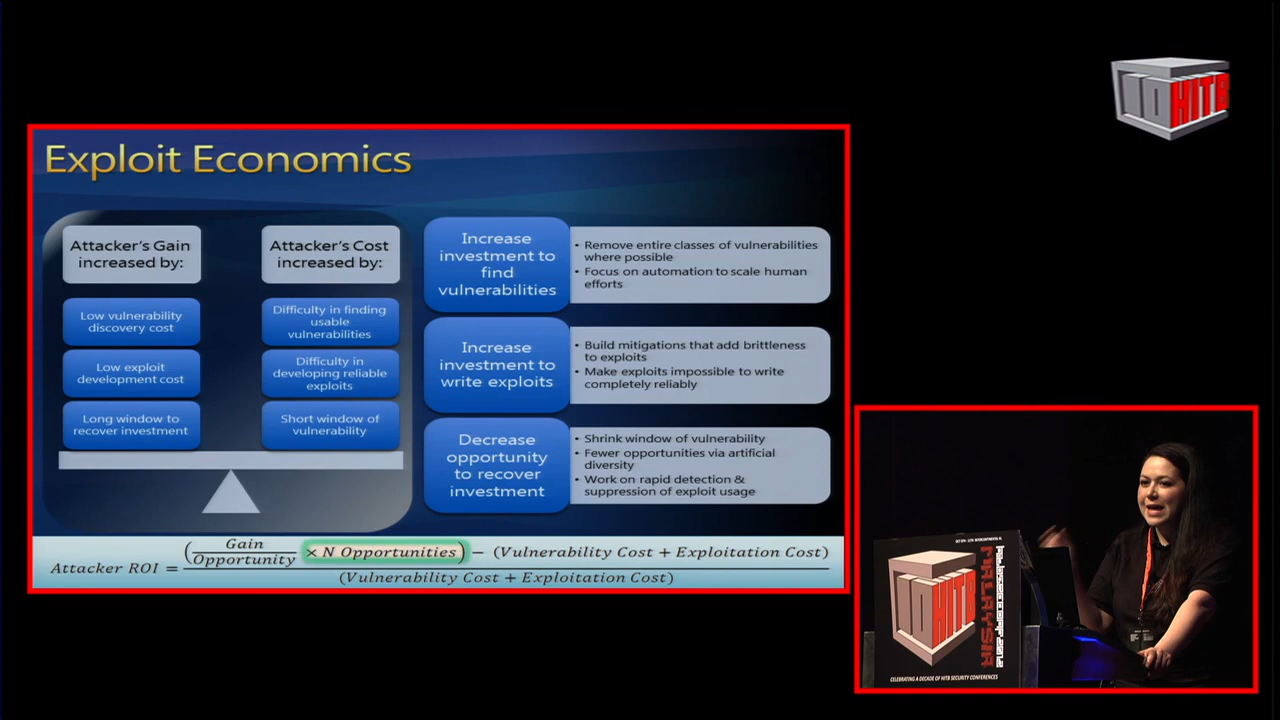 10 HITB
Exploit Economics
Attacker's Gain
increased by:
Low vulnerability
discovery cost
Low exploit
development cost
Long window to
recover investment
Attacker's Cost
increased by:
Difficulty in finding
usable
vulnerabilities
Difficulty in
developing reliable
exploits
Short window of
vulnerability
Increase
investment to
find
vulnerabilities
• Remove entire classes of vulnerabilities
where possible
• Focus on automation to scale human
efforts
Increase
investment to
write exploits
• Build mitigations that add brittleness
to exploits
• Make exploits impossible to write
completely reliably
Decrease
opportunity
to recover
investment
• Shrink window of vulnerability
• Fewer opportunities via artificial
diversity
• Work on rapid detection &
suppression of exploit usage
Attacker ROI = ((Gain / Opportunity) × N Opportunities) − (Vulnerability Cost + Exploitation Cost)
(Vulnerability Cost + Exploitation Cost)
10 HITB
MALAYSIA
CELEBRATING A DECADE OF HITB SECURITY CONFERENCES